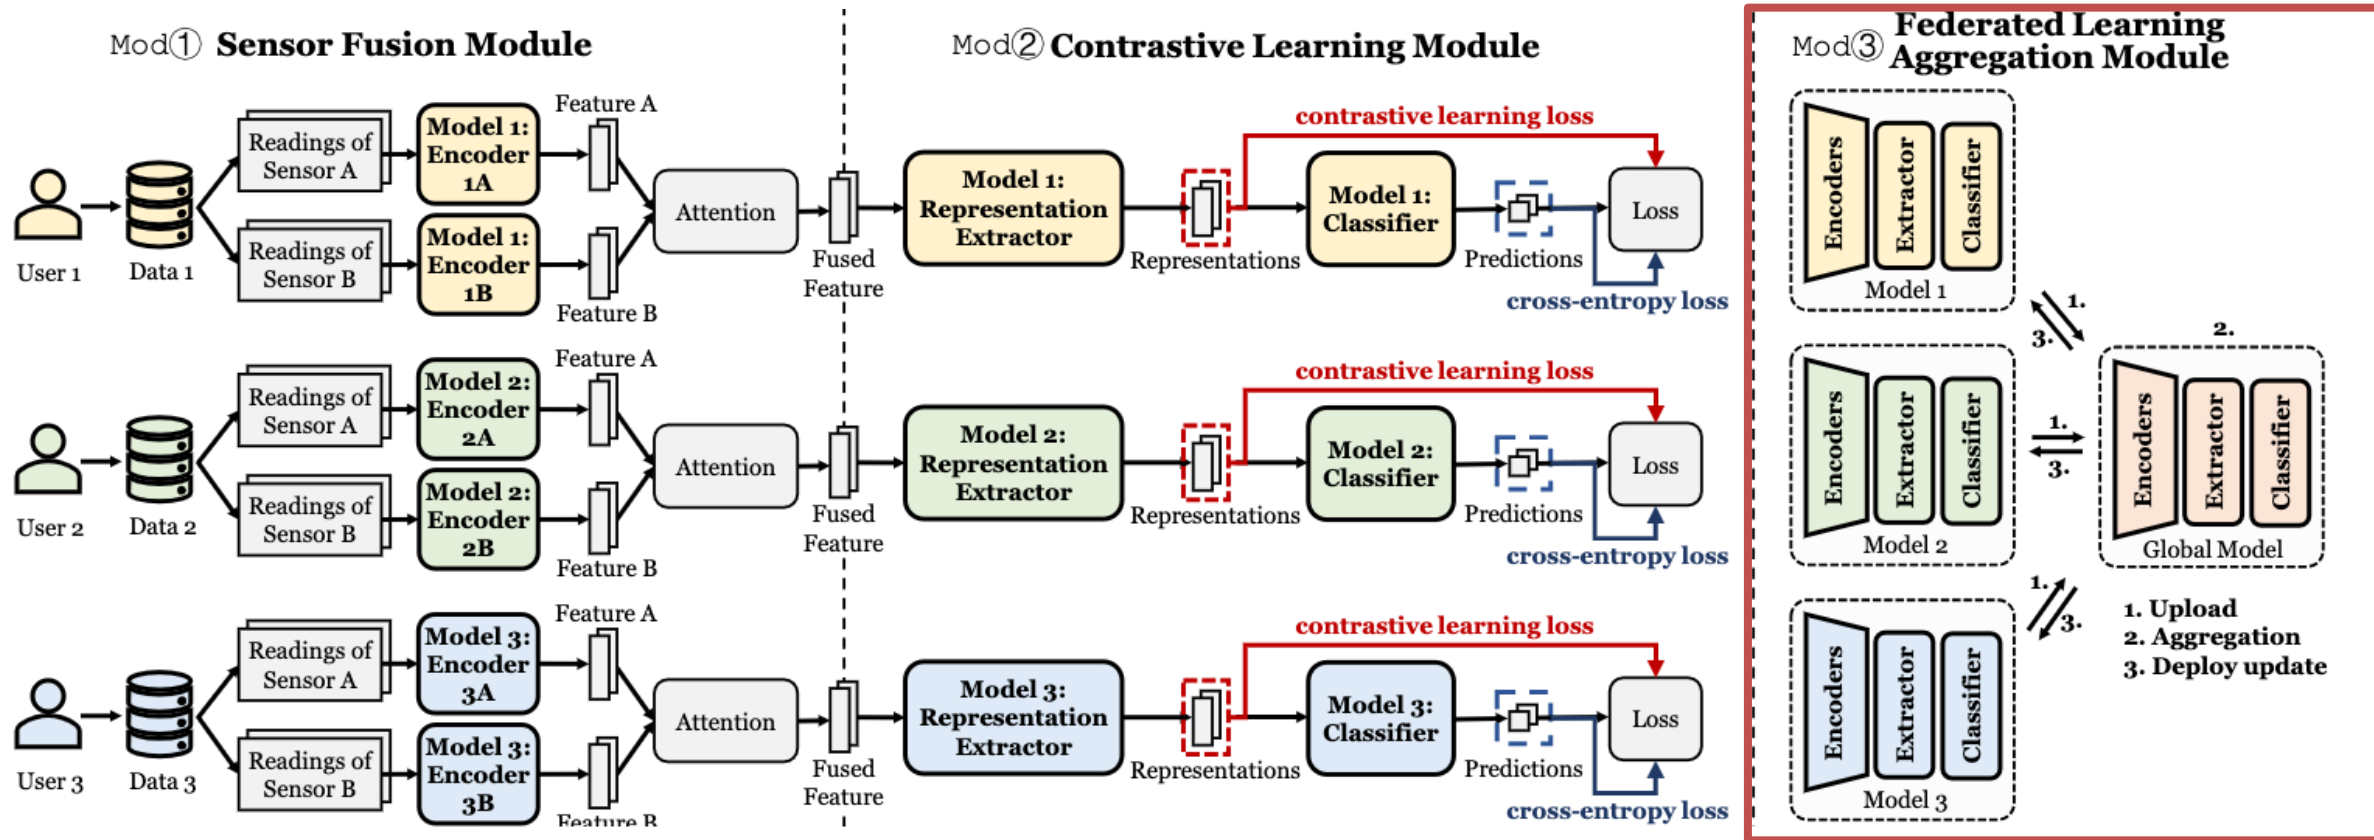 Mod① Sensor Fusion Module
Mod② Contrastive Learning Module
Mod③ Federated Learning
Aggregation Module
User 1
Data 1
Readings of
Sensor A
Readings of
Sensor B
Model 1:
Encoder
1A
Model 1:
Encoder
1B
Feature A
Feature B
Attention
Fused
Feature
Model 1:
Representation
Extractor
Representations
contrastive learning loss
Model 1:
Classifier
Predictions
Loss
cross-entropy loss
User 2
Data 2
Readings of
Sensor A
Readings of
Sensor B
Model 2:
Encoder
2A
Model 2:
Encoder
2B
Feature A
Feature B
Attention
Fused
Feature
Model 2:
Representation
Extractor
Representations
contrastive learning loss
Model 2:
Classifier
Predictions
Loss
cross-entropy loss
User 3
Data 3
Readings of
Sensor A
Readings of
Sensor B
Model 3:
Encoder
3A
Model 3:
Encoder
3B
Feature A
Feature B
Attention
Fused
Feature
Model 3:
Representation
Extractor
Representations
contrastive learning loss
Model 3:
Classifier
Predictions
Loss
cross-entropy loss
Encoders
Extractor
Classifier
Model 1
1.
3.
Encoders
Extractor
Classifier
Model 2
1.
3.
Encoders
Extractor
Classifier
Model 3
1.
3.
2.
Encoders
Extractor
Classifier
Global Model
1. Upload
2. Aggregation
3. Deploy update